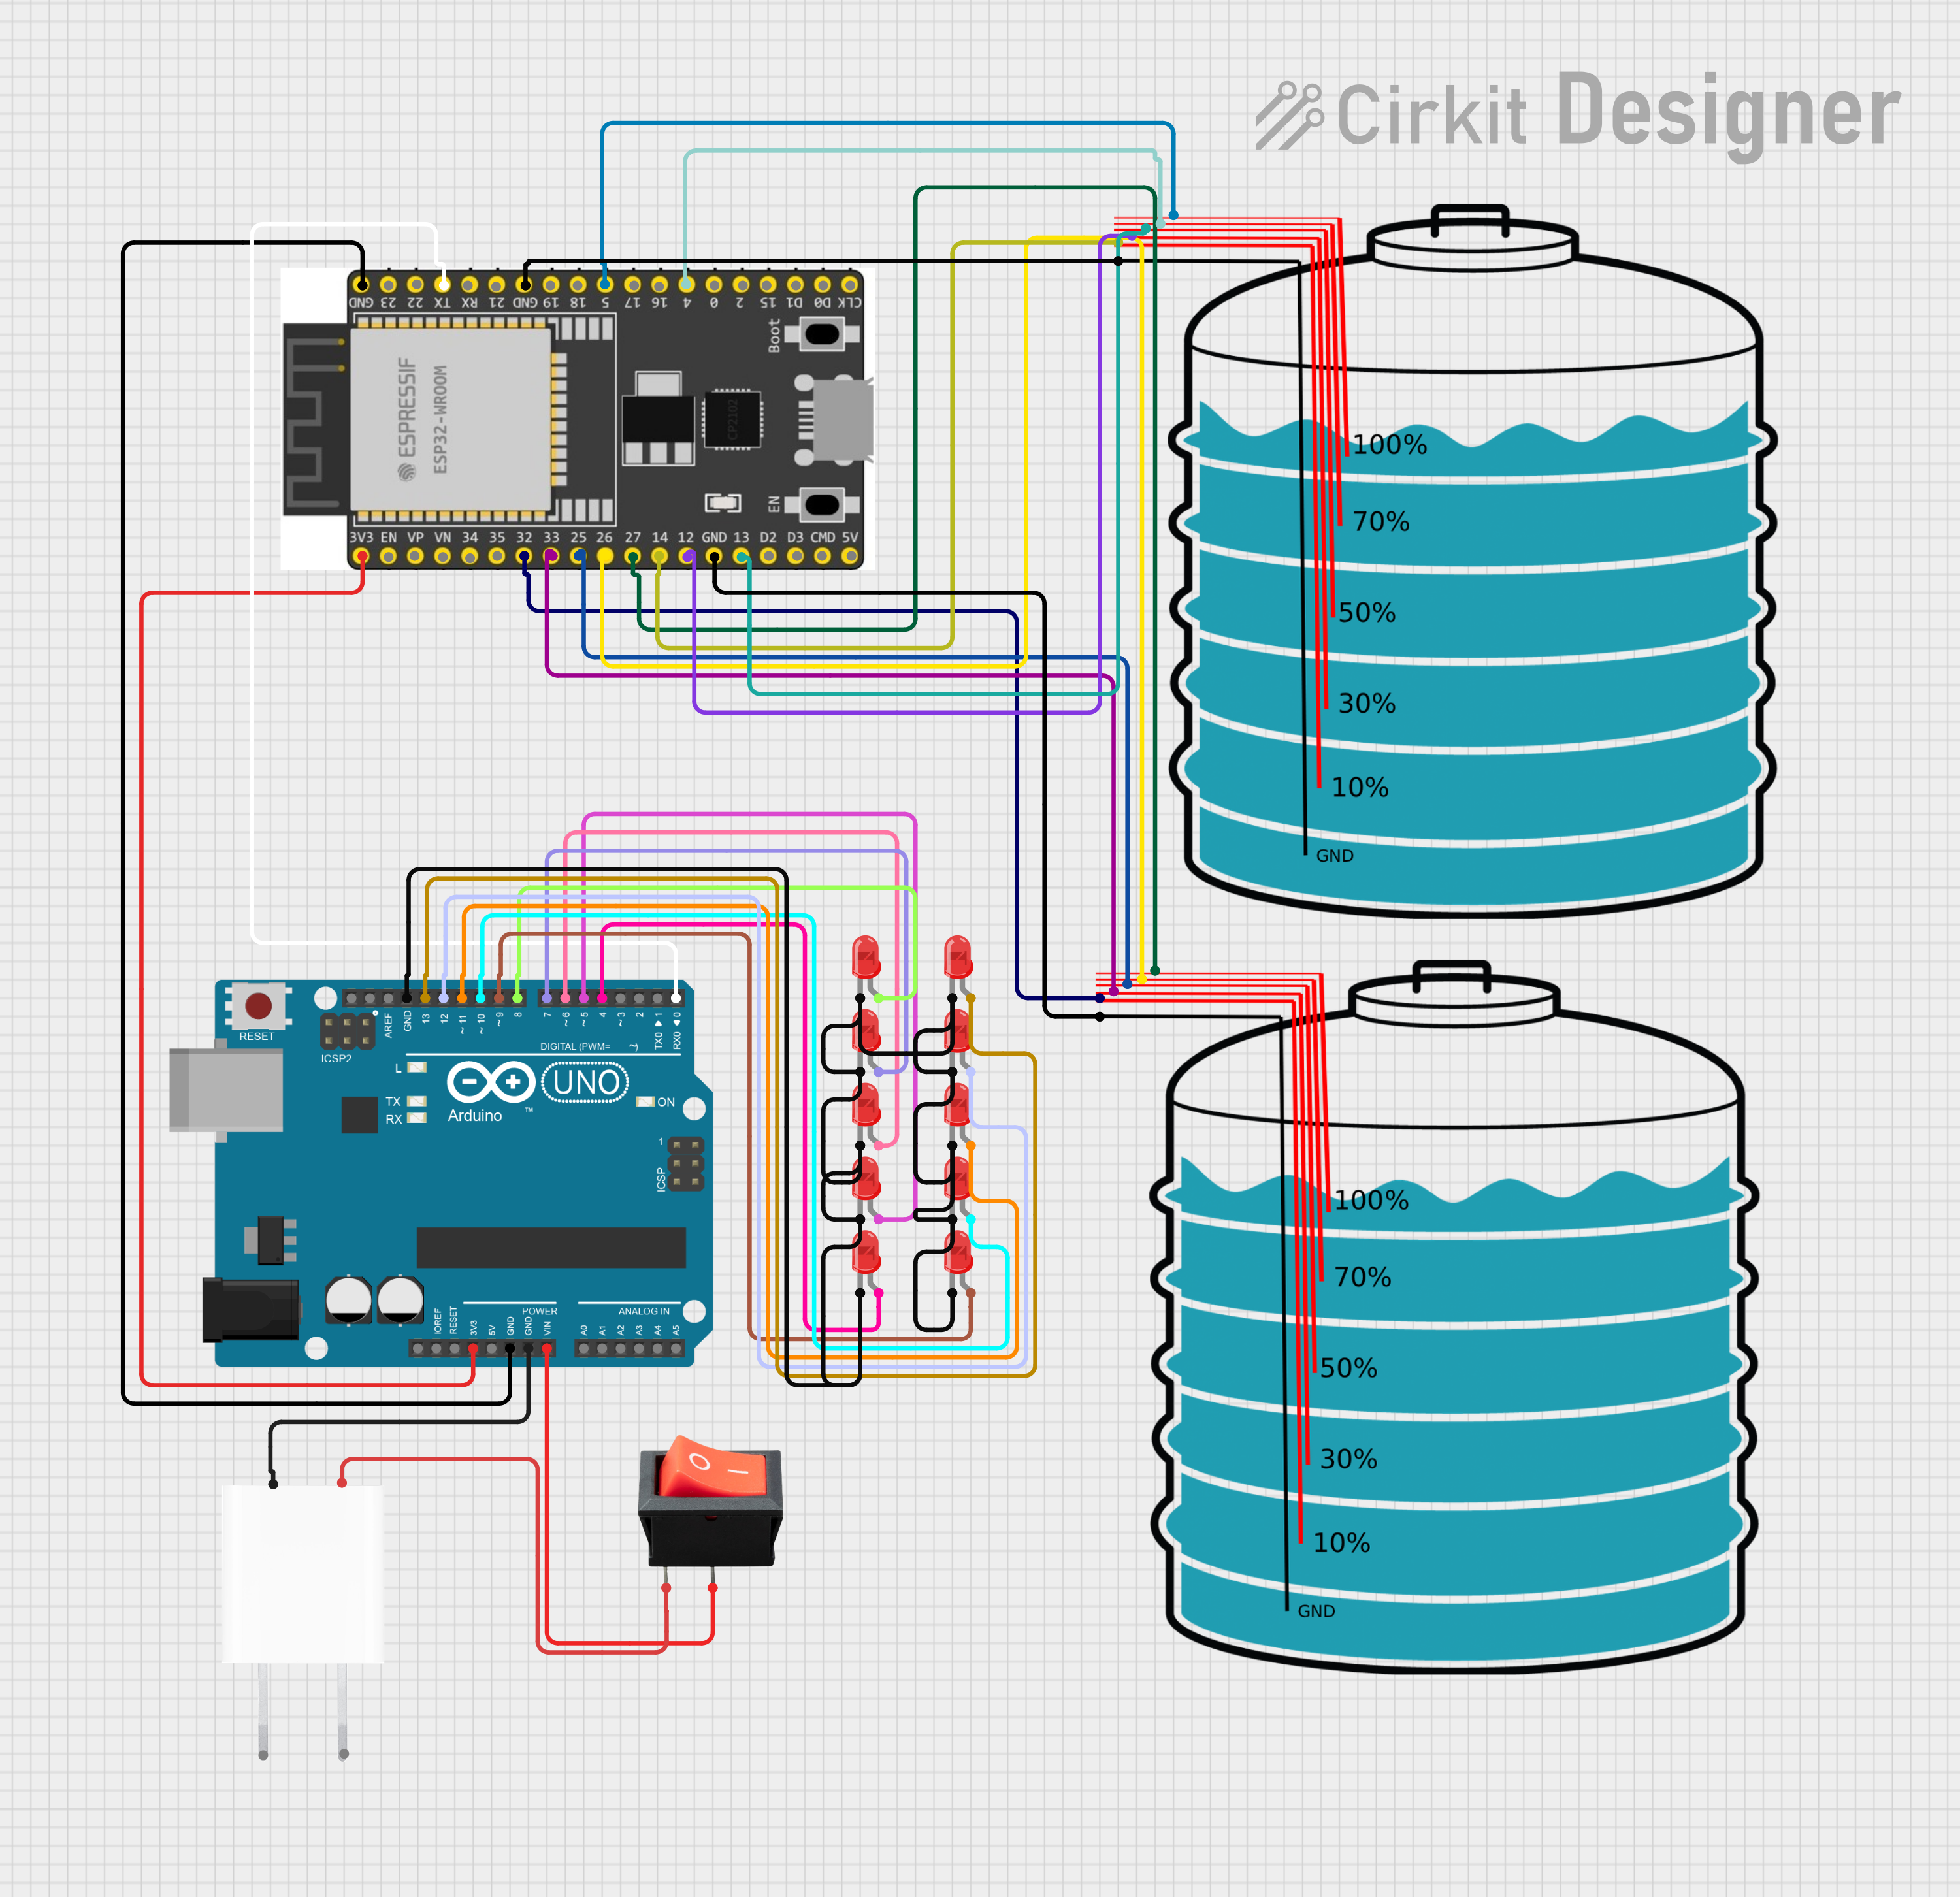 Cirkit Designer
GND 23 22 TX RX 21 GND 19 18 5 17 16 4 0 2 15 D1 D0 CLK
Boot
ESPRESSIF
ESP32-WROOM
CP2102
EN
3V3 EN VP VN 34 35 32 33 25 26 27 14 12 GND 13 D2 D3 CMD 5V
100%
70%
50%
30%
10%
GND
RESET
ICSP2
AREF
GND
13
12
~ 11
~ 10
~ 9
8
7
~ 6
~ 5
4
~ 3
2
TX0 ▶ 1
RX0 ◀ 0
DIGITAL (PWM=
L
TX
RX
UNO
Arduino
™
ON
1
ICSP
IOREF
RESET
3V3
5V
GND
GND
VIN
POWER
ANALOG IN
A0
A1
A2
A3
A4
A5
100%
70%
50%
30%
10%
GND
O
I